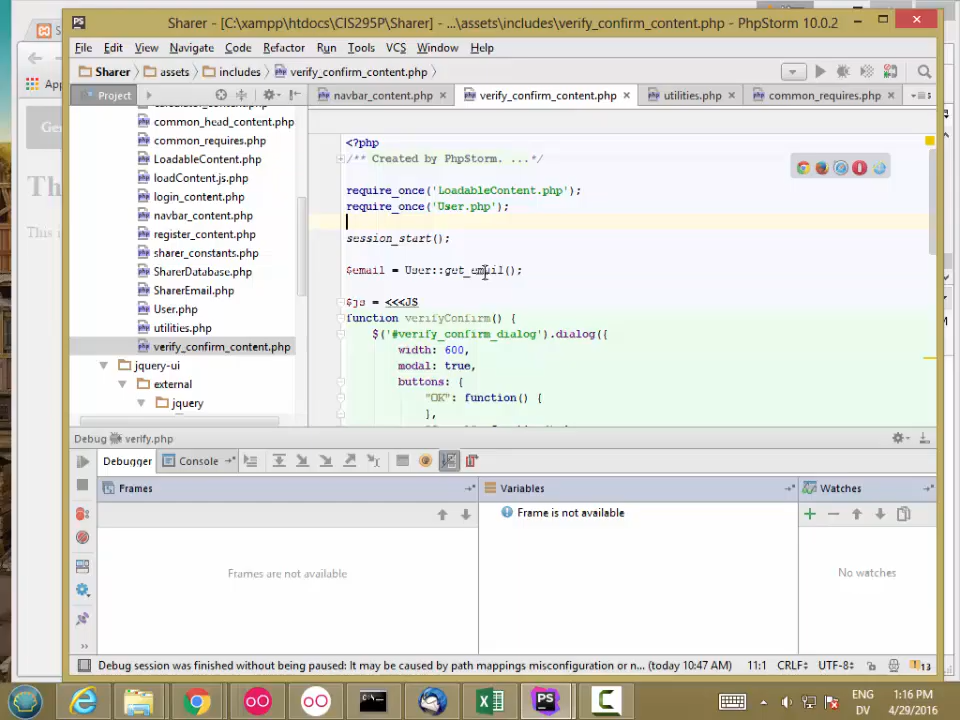 Sharer - [C:\xampp\htdocs\CIS295P\Sharer] - ...\assets\includes\verify_confirm_content.php - PhpStorm 10.0.2
File Edit View Navigate Code Refactor Run Tools VCS Window Help
Sharer assets includes verify_confirm_content.php
Project
navbar_content.php verify_confirm_content.php utilities.php common_requires.php
common_head_content.php
common_requires.php
LoadableContent.php
loadContent.js.php
login_content.php
navbar_content.php
register_content.php
sharer_constants.php
SharerDatabase.php
SharerEmail.php
User.php
utilities.php
verify_confirm_content.php
jquery-ui
external
jquery
<?php
/** Created by PhpStorm. ...*/
require_once('LoadableContent.php');
require_once('User.php');
session_start();
$email = User::get_email();
$js = <<<JS
function verifyConfirm() {
$('#verify_confirm_dialog').dialog({
width: 600,
modal: true,
buttons: {
"OK": function() {
},
Debug verify.php
Debugger Console
Frames
Variables
Watches
Frames are not available
Frame is not available
No watches
Debug session was finished without being paused: It may be caused by path mappings misconfiguration or n... (today 10:47 AM) 11:1 CRLF UTF-8 13
ENG
DV
1:16 PM
4/29/2016